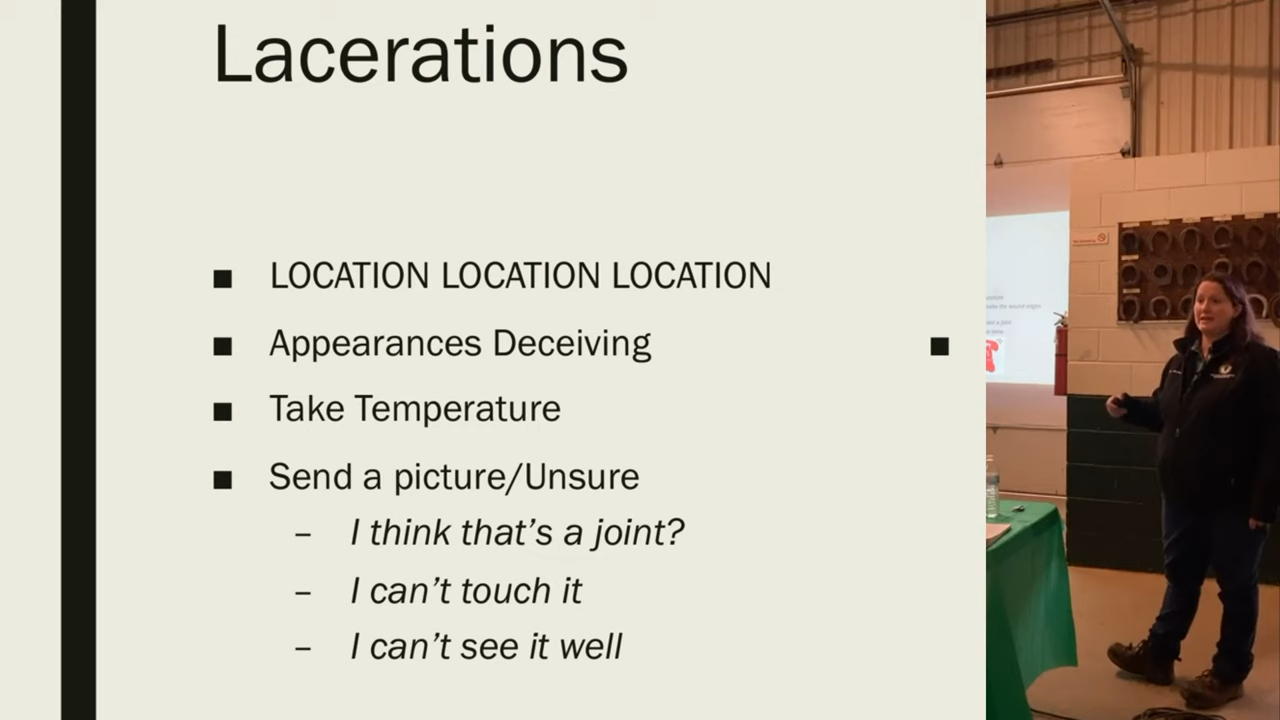 Lacerations
■ LOCATION LOCATION LOCATION
■ Appearances Deceiving
■ Take Temperature
■ Send a picture/Unsure
– I think that's a joint?
– I can't touch it
– I can't see it well